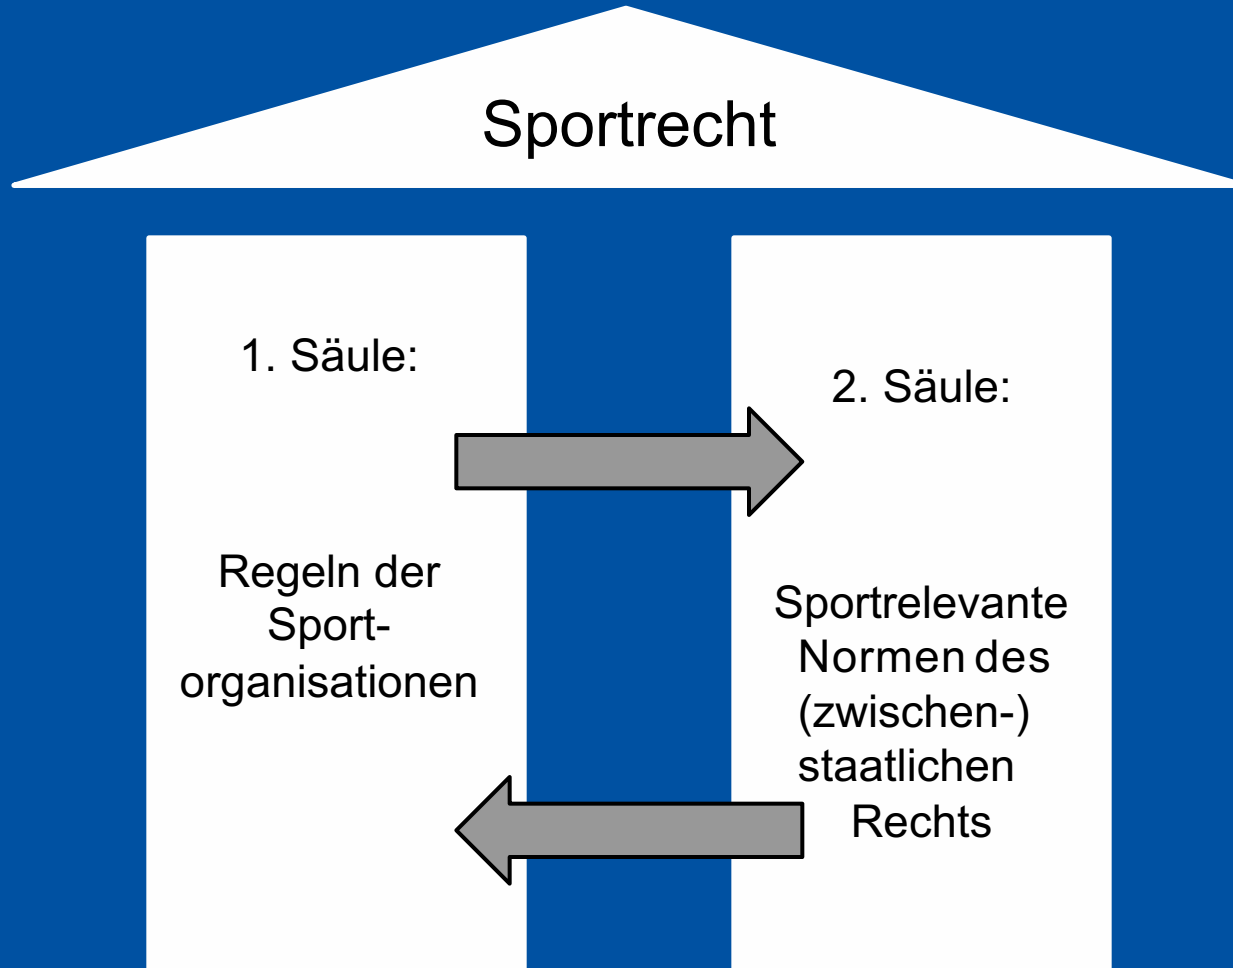 Sportrecht
1. Säule:
Regeln der
Sport-
organisationen
2. Säule:
Sportrelevante
Normen des
(zwischen-)
staatlichen
Rechts